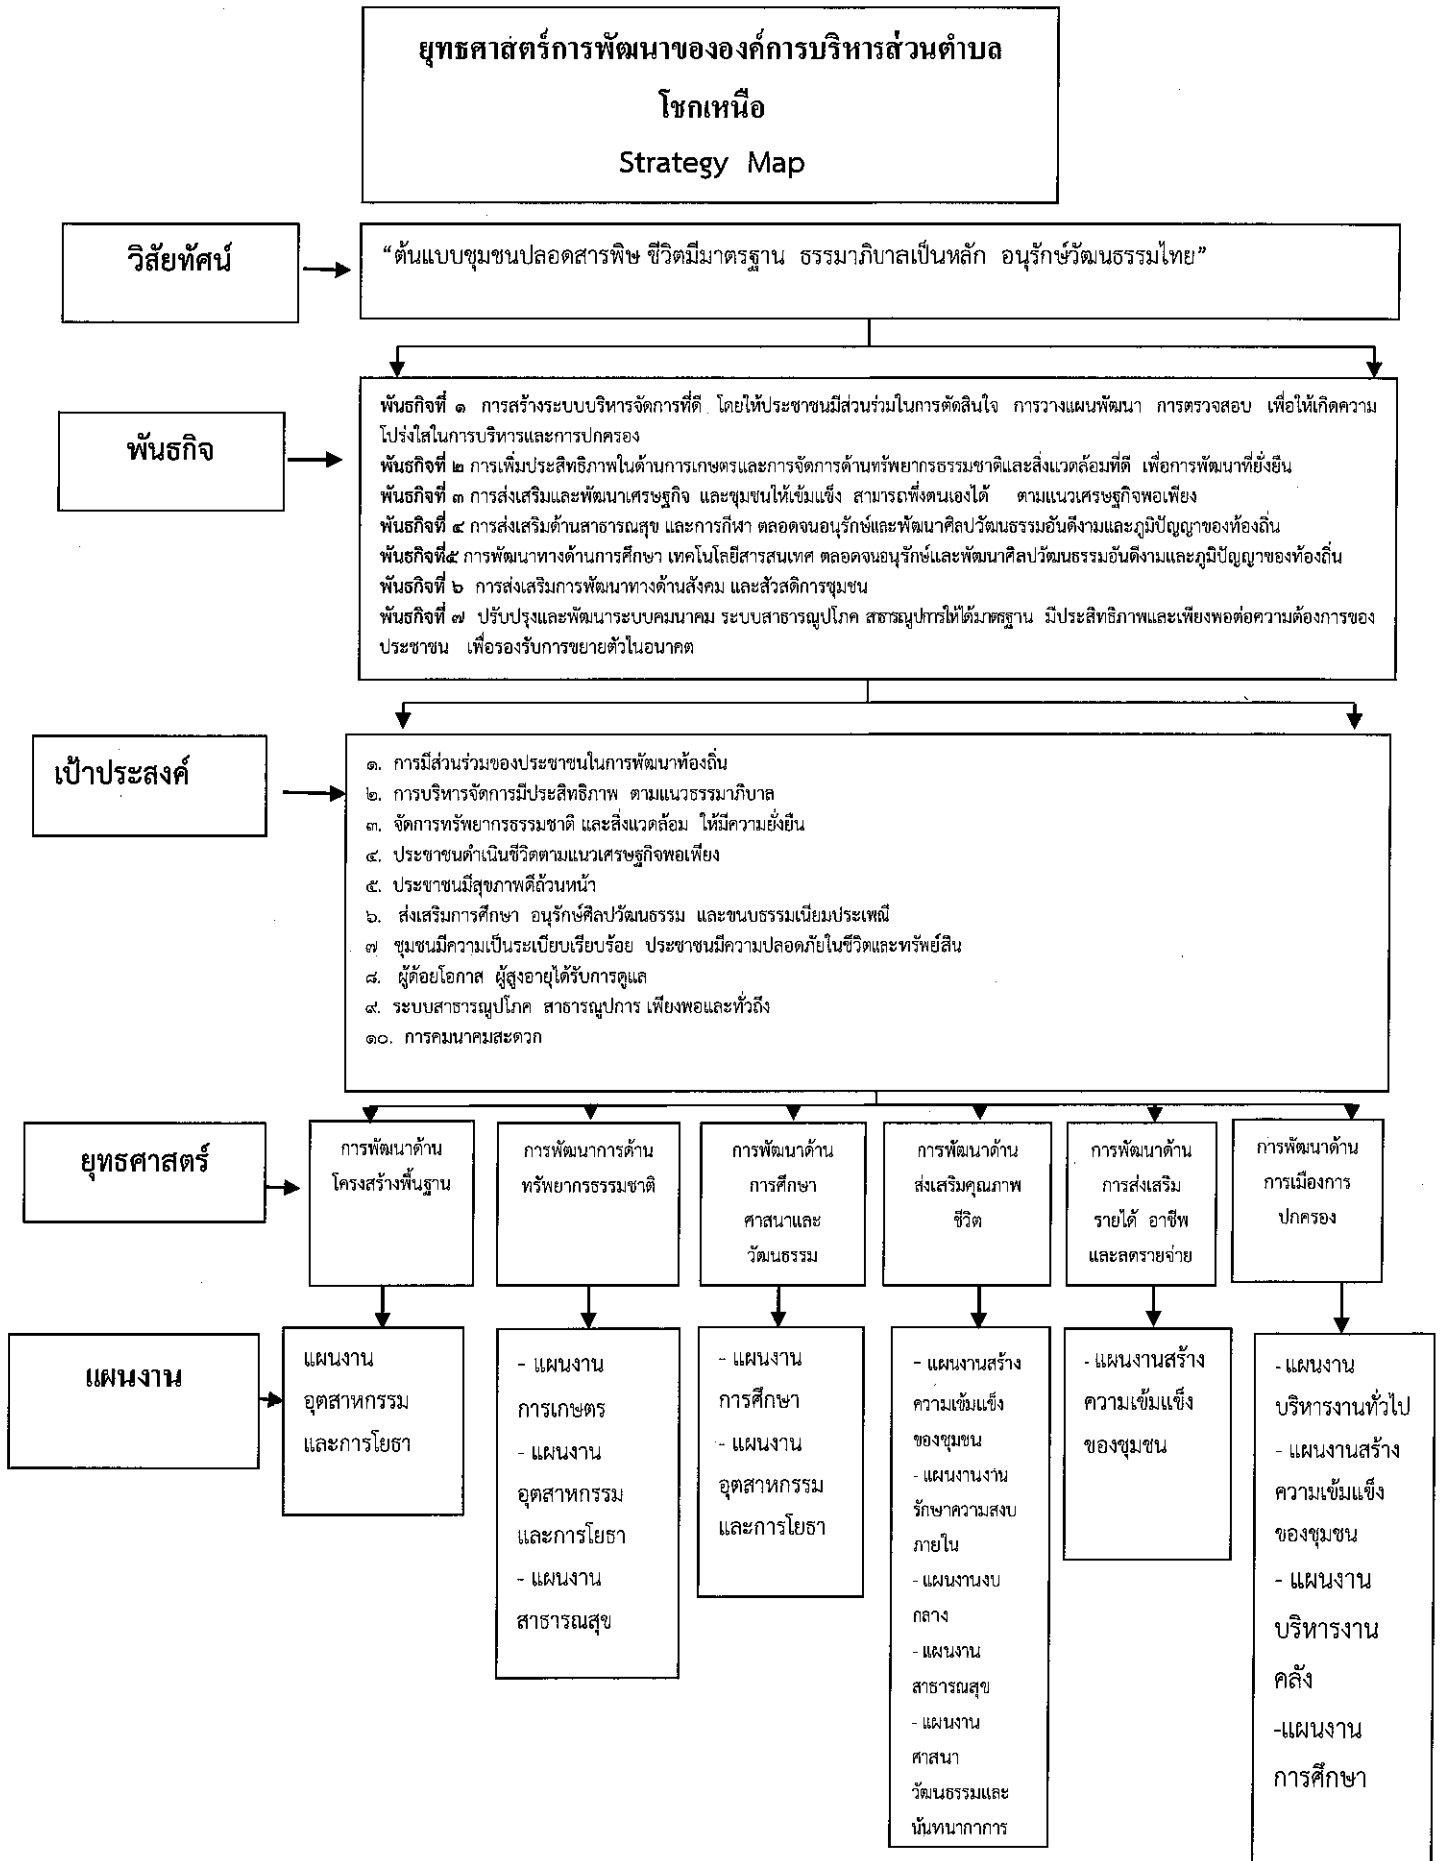 ยุทธศาสตร์การพัฒนาขององค์การบริหารส่วนตำบล
โชกเหนือ
Strategy Map
วิสัยทัศน์
“ต้นแบบชุมชนปลอดสารพิษ ชีวิตมีมาตรฐาน ธรรมาภิบาลเป็นหลัก อนุรักษ์วัฒนธรรมไทย”
พันธกิจ
พันธกิจที่ ๑ การสร้างระบบบริหารจัดการที่ดี โดยให้ประชาชนมีส่วนร่วมในการตัดสินใจ การวางแผนพัฒนา การตรวจสอบ เพื่อให้เกิดความ
โปร่งใสในการบริหารและการปกครอง
พันธกิจที่ ๒ การเพิ่มประสิทธิภาพในด้านการเกษตรและการจัดการด้านทรัพยากรธรรมชาติและสิ่งแวดล้อมที่ดี เพื่อการพัฒนาที่ยั่งยืน
พันธกิจที่ ๓ การส่งเสริมและพัฒนาเศรษฐกิจ และชุมชนให้เข้มแข็ง สามารถพึ่งตนเองได้ ตามแนวเศรษฐกิจพอเพียง
พันธกิจที่ ๔ การส่งเสริมด้านสาธารณสุข และการกีฬา ตลอดจนอนุรักษ์และพัฒนาศิลปวัฒนธรรมอันดีงามและภูมิปัญญาของท้องถิ่น
พันธกิจที่๕ การพัฒนาทางด้านการศึกษา เทคโนโลยีสารสนเทศ ตลอดจนอนุรักษ์และพัฒนาศิลปวัฒนธรรมอันดีงามและภูมิปัญญาของท้องถิ่น
พันธกิจที่ ๖ การส่งเสริมการพัฒนาทางด้านสังคม และสัวสดิการชุมชน
พันธกิจที่ ๗ ปรับปรุงและพัฒนาระบบคมนาคม ระบบสาธารณูปโภค สาธารณูปการให้ได้มาตรฐาน มีประสิทธิภาพและเพียงพอต่อความต้องการของ
ประชาชน เพื่อรองรับการขยายตัวในอนาคต
เป้าประสงค์
๑. การมีส่วนร่วมของประชาชนในการพัฒนาท้องถิ่น
๒. การบริหารจัดการมีประสิทธิภาพ ตามแนวธรรมาภิบาล
๓. จัดการทรัพยากรธรรมชาติ และสิ่งแวดล้อม ให้มีความยั่งยืน
๔. ประชาชนดำเนินชีวิตตามแนวเศรษฐกิจพอเพียง
๕. ประชาชนมีสุขภาพดีถ้วนหน้า
๖. ส่งเสริมการศึกษา อนุรักษ์ศิลปวัฒนธรรม และขนบธรรมเนียมประเพณี
๗ ชุมชนมีความเป็นระเบียบเรียบร้อย ประชาชนมีความปลอดภัยในชีวิตและทรัพย์สิน
๘. ผู้ด้อยโอกาส ผู้สูงอายุได้รับการดูแล
๙. ระบบสาธารณูปโภค สาธารณูปการ เพียงพอและทั่วถึง
๑๐. การคมนาคมสะดวก
ยุทธศาสตร์
การพัฒนาด้าน
โครงสร้างพื้นฐาน
การพัฒนาการด้าน
ทรัพยากรธรรมชาติ
การพัฒนาด้าน
การศึกษา
ศาสนาและ
วัฒนธรรม
การพัฒนาด้าน
ส่งเสริมคุณภาพ
ชีวิต
การพัฒนาด้าน
การส่งเสริม
รายได้ อาชีพ
และลดรายจ่าย
การพัฒนาด้าน
การเมืองการ
ปกครอง
แผนงาน
แผนงาน
อุตสาหกรรม
และการโยธา
- แผนงาน
การเกษตร
- แผนงาน
อุตสาหกรรม
และการโยธา
- แผนงาน
สาธารณสุข
- แผนงาน
การศึกษา
- แผนงาน
อุตสาหกรรม
และการโยธา
- แผนงานสร้าง
ความเข้มแข็ง
ของชุมชน
- แผนงานงาน
รักษาความสงบ
ภายใน
- แผนงานงบ
กลาง
- แผนงาน
สาธารณสุข
- แผนงาน
ศาสนา
วัฒนธรรมและ
นันทนาการ
- แผนงานสร้าง
ความเข้มแข็ง
ของชุมชน
- แผนงาน
บริหารงานทั่วไป
- แผนงานสร้าง
ความเข้มแข็ง
ของชุมชน
- แผนงาน
บริหารงาน
คลัง
-แผนงาน
การศึกษา